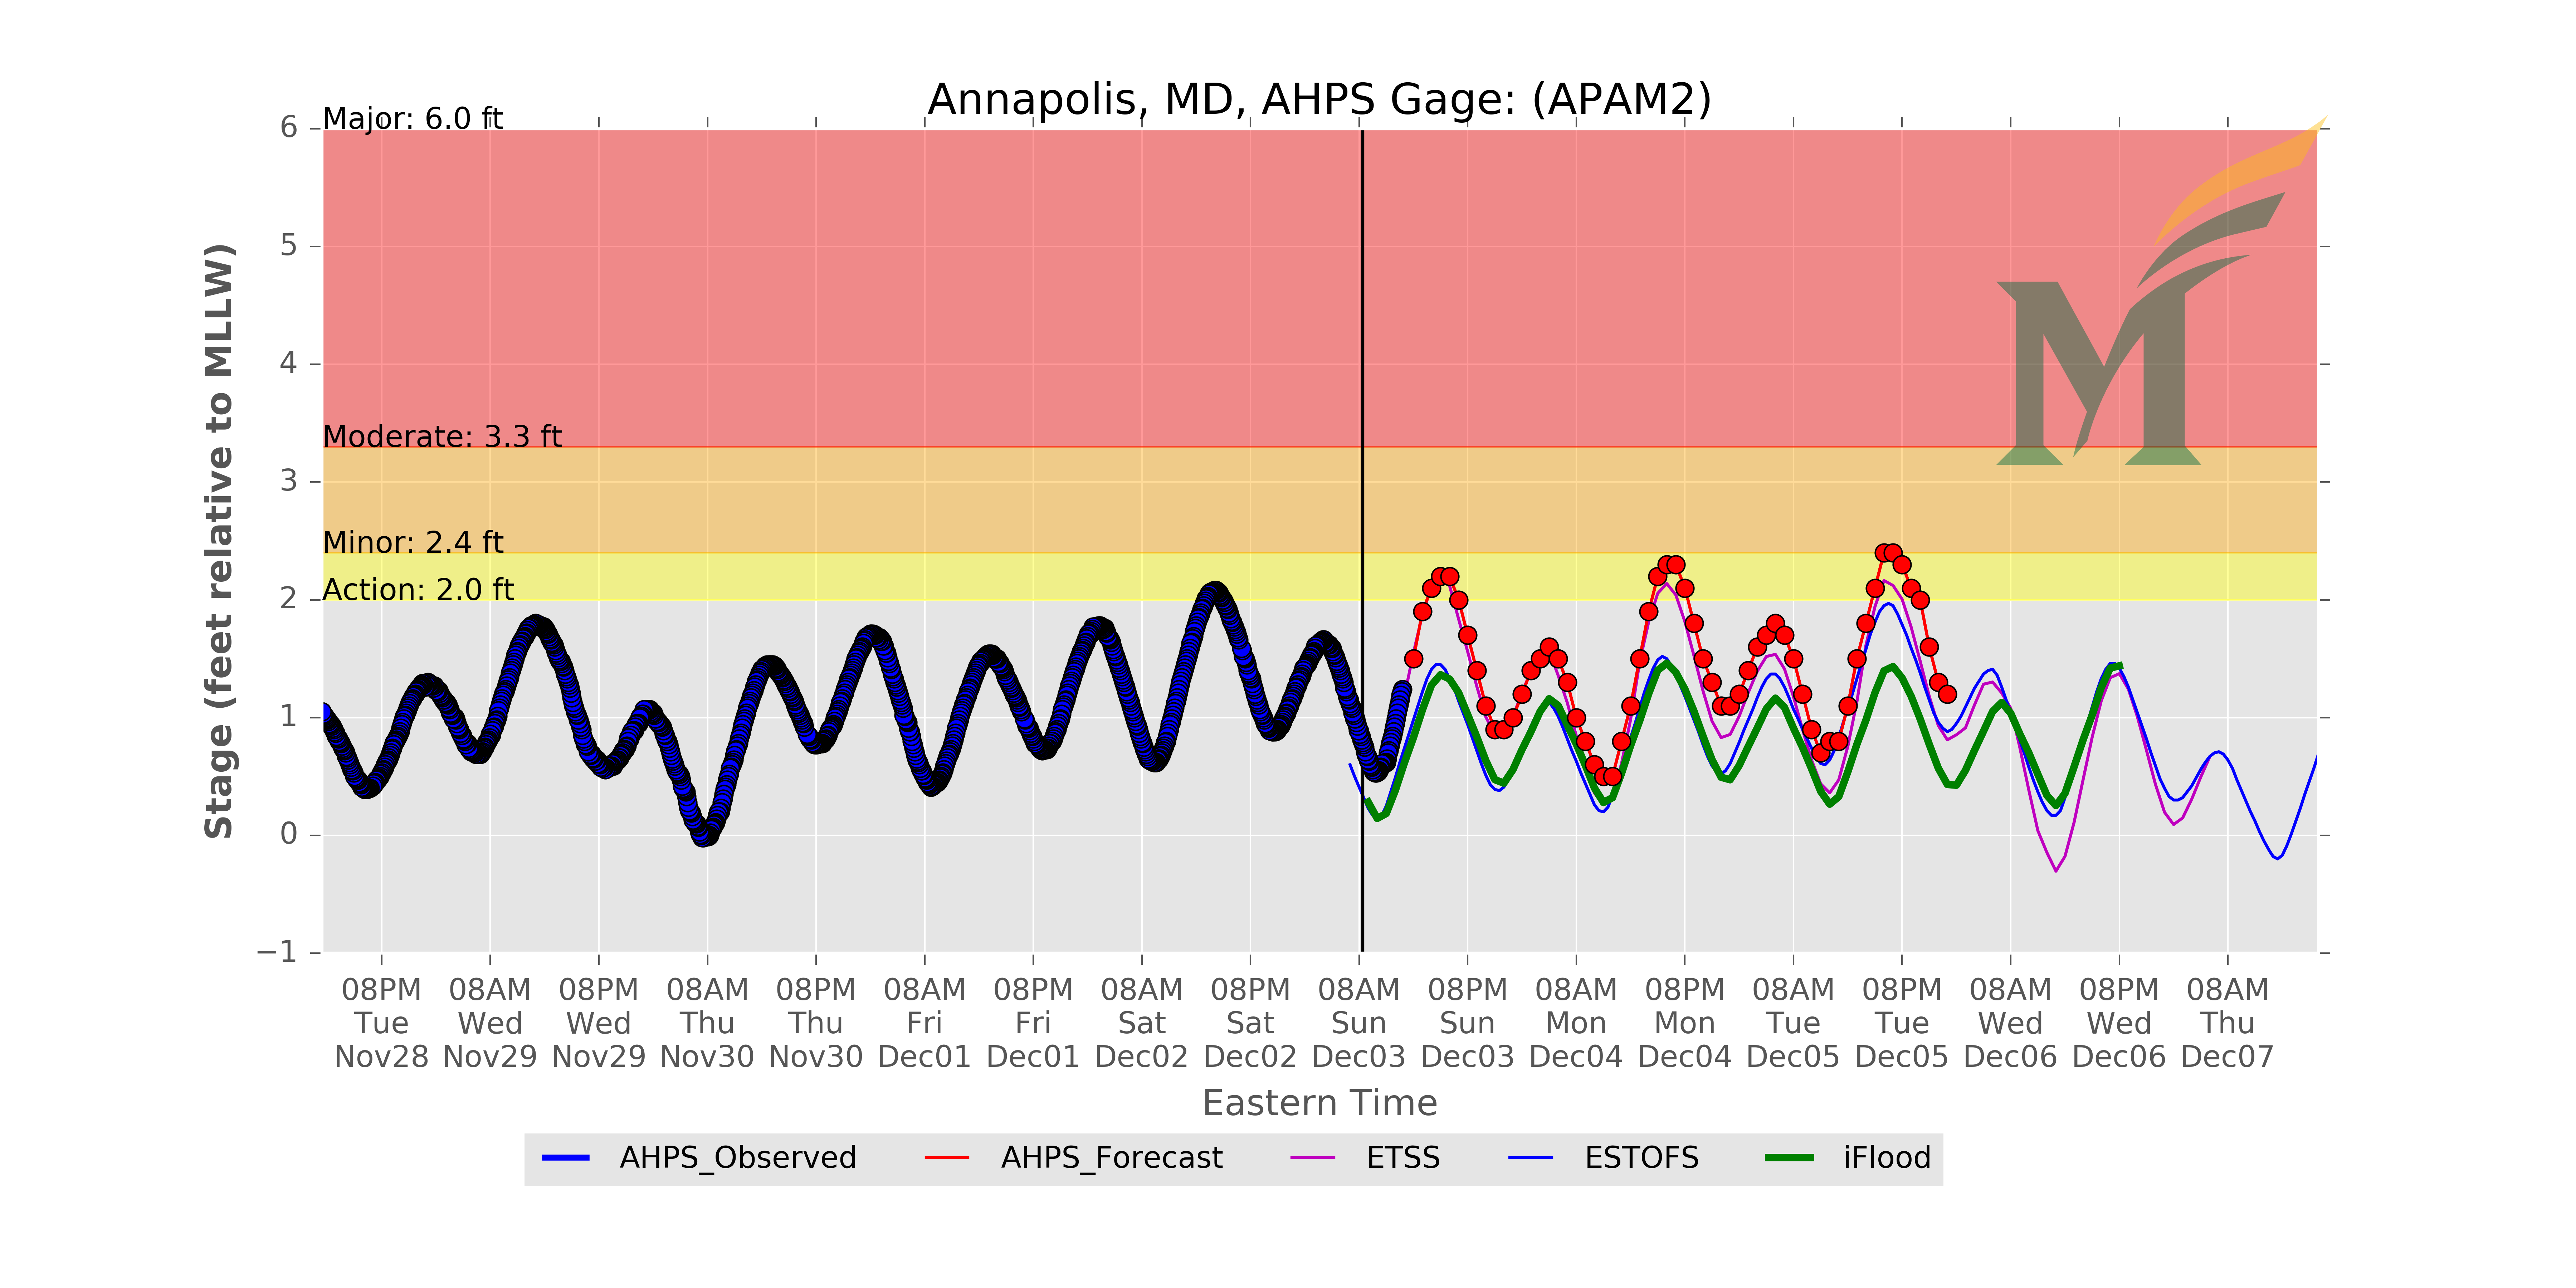 Annapolis, MD, AHPS Gage: (APAM2)
Major: 6.0 ft
Moderate: 3.3 ft
Minor: 2.4 ft
Action: 2.0 ft
6
5
4
3
2
1
0
−1
Stage (feet relative to MLLW)
08PM 08AM 08PM 08AM 08PM 08AM 08PM 08AM 08PM 08AM 08PM 08AM 08PM 08AM 08PM 08AM 08PM 08AM
Tue Wed Wed Thu Thu Fri Fri Sat Sat Sun Sun Mon Mon Tue Tue Wed Wed Thu
Nov28 Nov29 Nov29 Nov30 Nov30 Dec01 Dec01 Dec02 Dec02 Dec03 Dec03 Dec04 Dec04 Dec05 Dec05 Dec06 Dec06 Dec07
Eastern Time
AHPS_Observed AHPS_Forecast ETSS ESTOFS iFlood
M